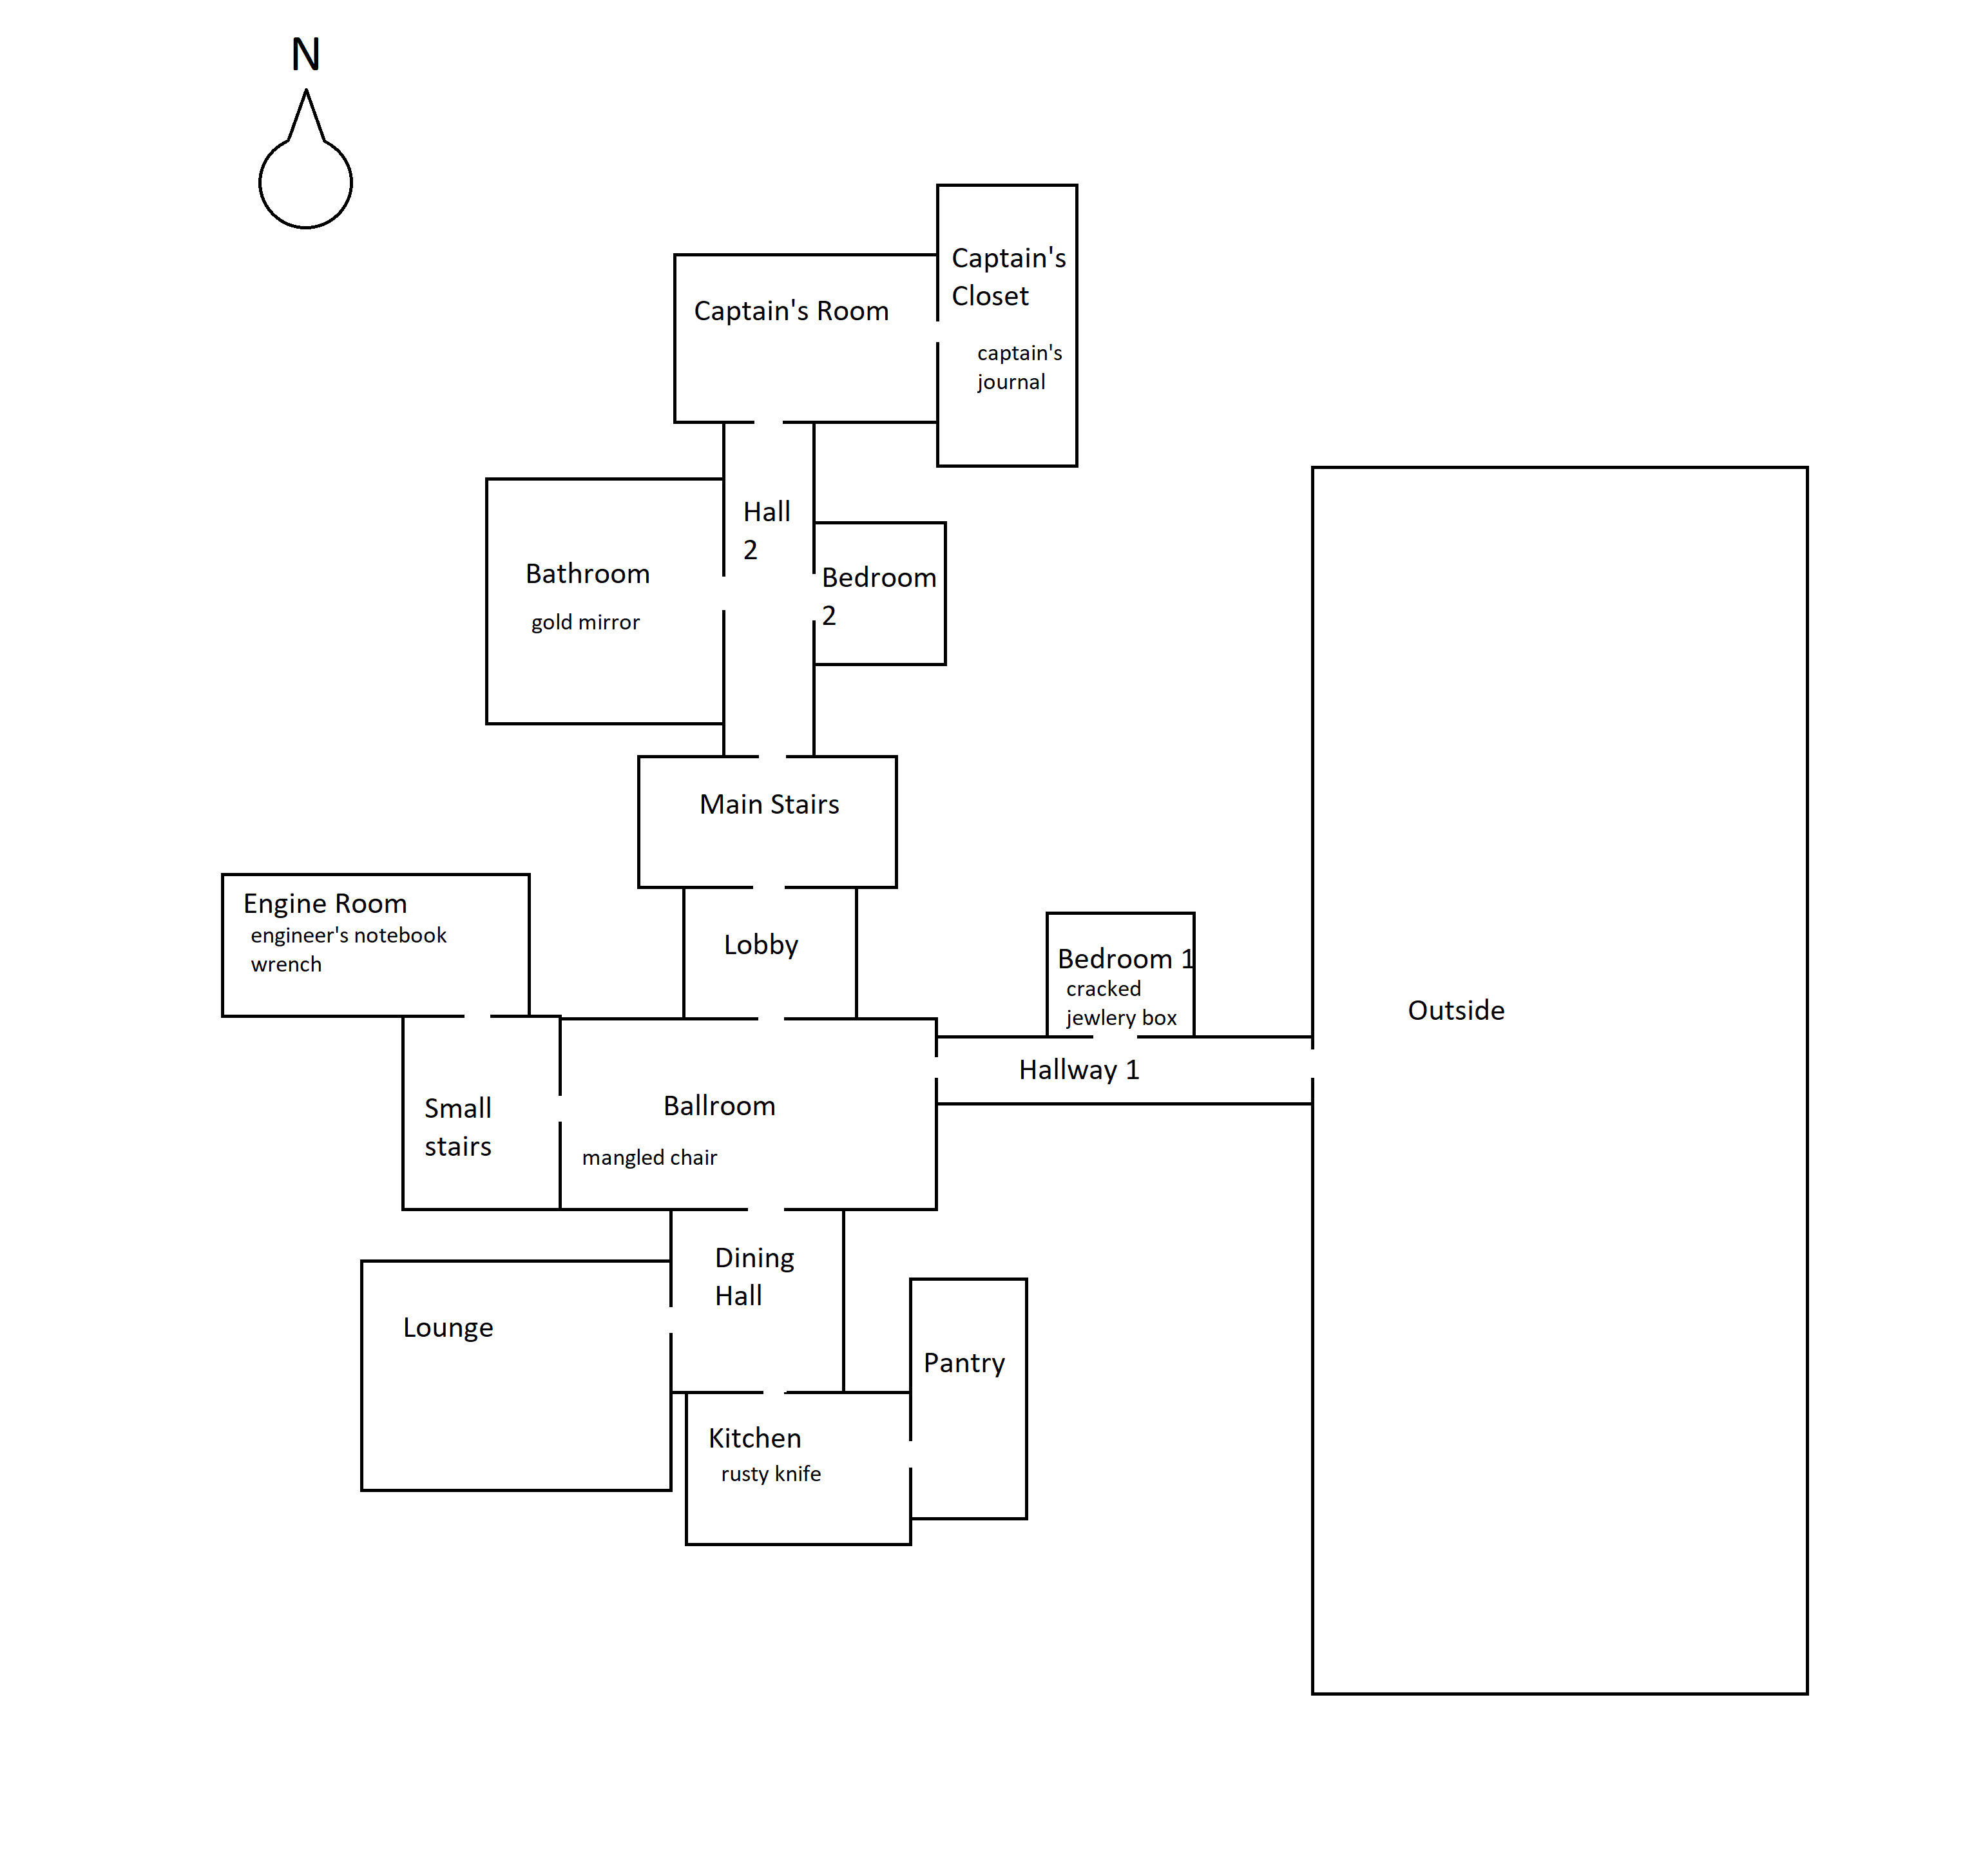 N
Captain's
Closet
captain's
journal
Captain's Room
Hall
2
Bathroom
gold mirror
Bedroom
2
Main Stairs
Engine Room
engineer's notebook
wrench
Lobby
Bedroom 1
cracked
jewlery box
Outside
Hallway 1
Small
stairs
Ballroom
mangled chair
Dining
Hall
Lounge
Pantry
Kitchen
rusty knife